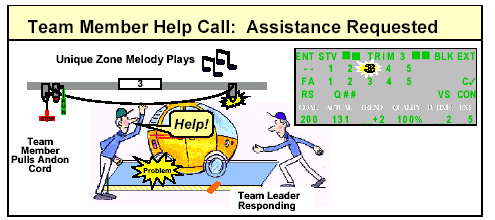 Team Member Help Call:  Assistance Requested
Unique Zone Melody Plays
3
Help!
Problem
Team
Member
Pulls Andon
Cord
Team Leader
Responding
ENT STV TRIM 3 BLK EXT
-- 1 2 3 4 5
FA 1 2 3 4 5 C✓
RS Q## VS CON
GOAL ACTUAL TREND QUALITY D. TIME EXT
200 131 +2 100% 2 5